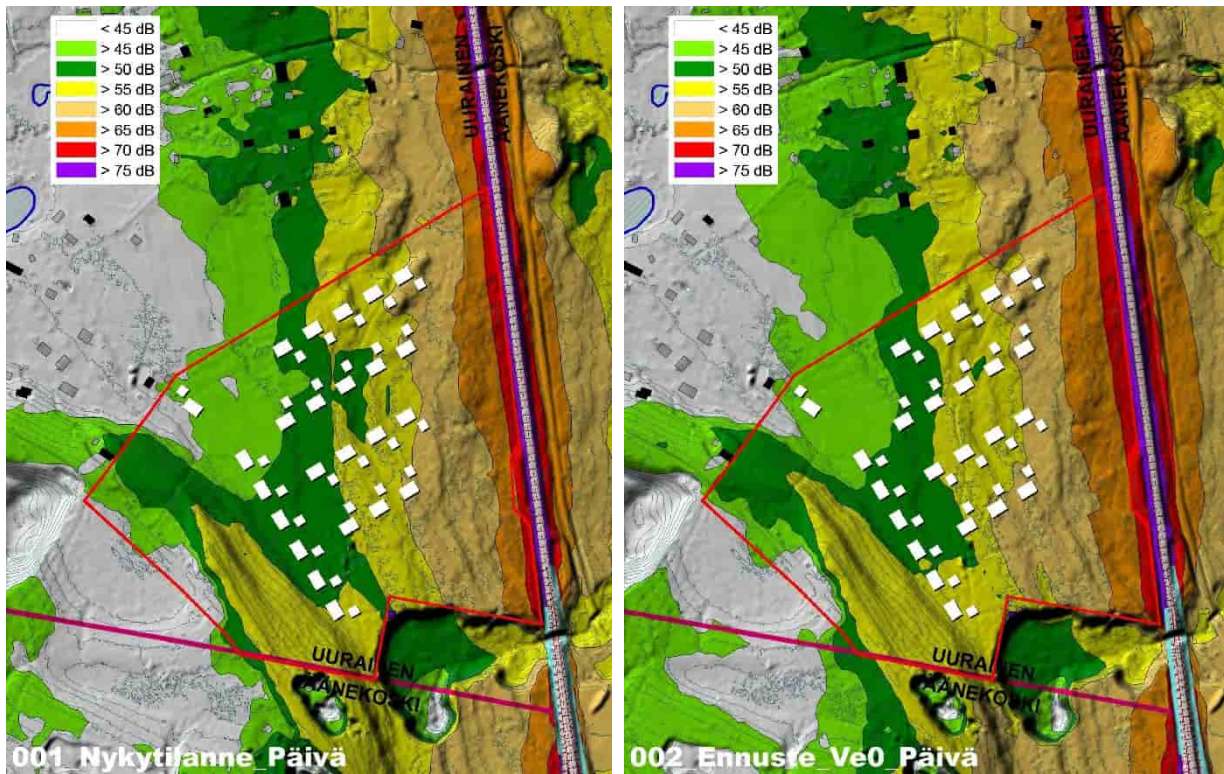 < 45 dB
> 45 dB
> 50 dB
> 55 dB
> 60 dB
> 65 dB
> 70 dB
> 75 dB
UURAINEN
ÄÄNEKOSKI
UURAINEN
ÄÄNEKOSKI
001_Nykytilanne_Päivä
< 45 dB
> 45 dB
> 50 dB
> 55 dB
> 60 dB
> 65 dB
> 70 dB
> 75 dB
UURAINEN
ÄÄNEKOSKI
UURAINEN
ÄÄNEKOSKI
002_Ennuste_Ve0_Päivä